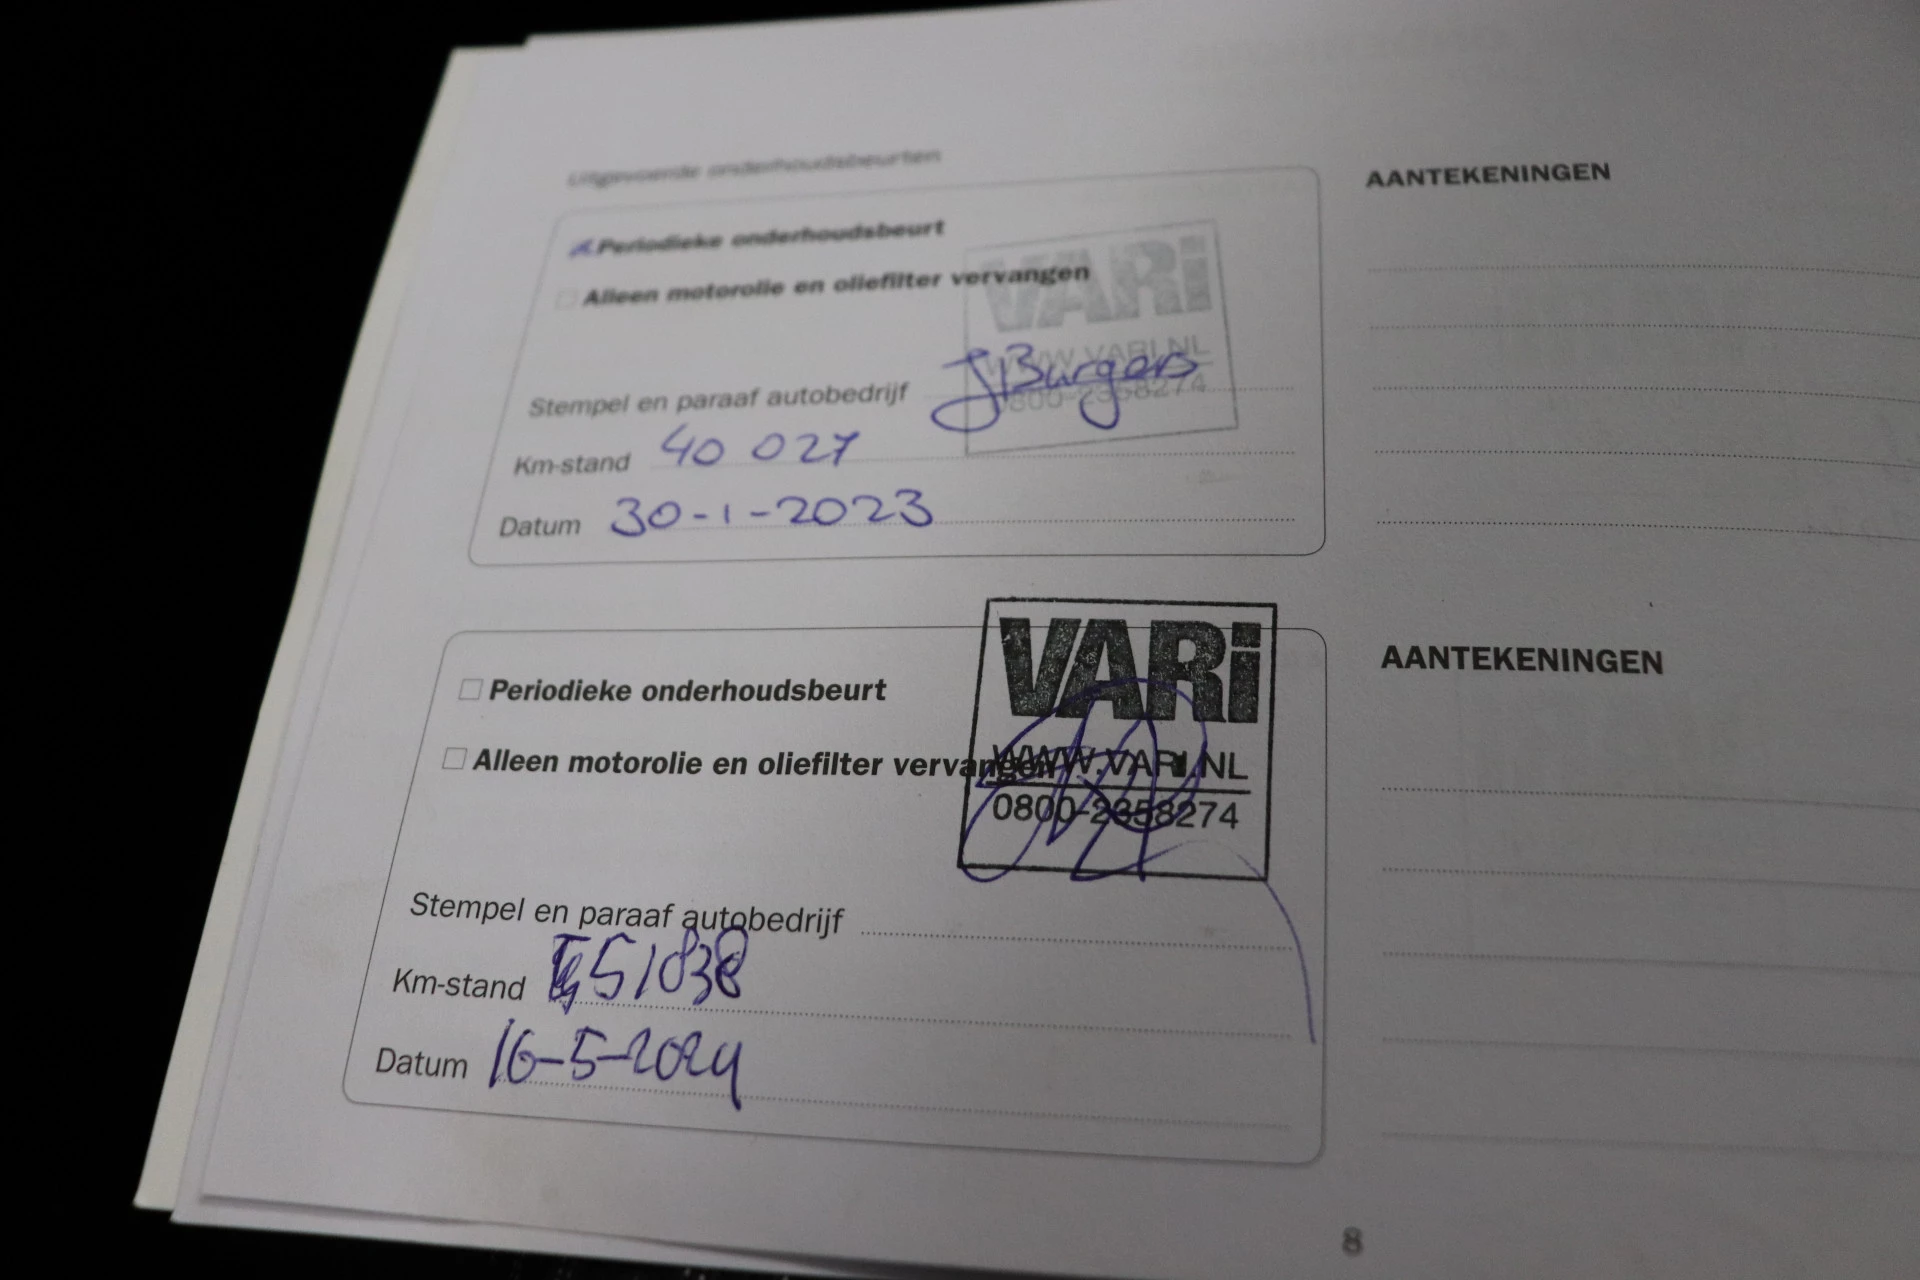 Uitgevoerde onderhoudsbeurten
Periodieke onderhoudsbeurt
Alleen motorolie en oliefilter vervangen
VARi
WWW.VARI.NL
0800-2358274
Stempel en paraaf autobedrijf JBurgers
Km-stand 40 027
Datum 30-1-2023
AANTEKENINGEN
Periodieke onderhoudsbeurt
Alleen motorolie en oliefilter vervangen
VARi
WWW.VARI.NL
0800-2358274
Stempel en paraaf autobedrijf
Km-stand 51838
Datum 16-5-2024
AANTEKENINGEN
8